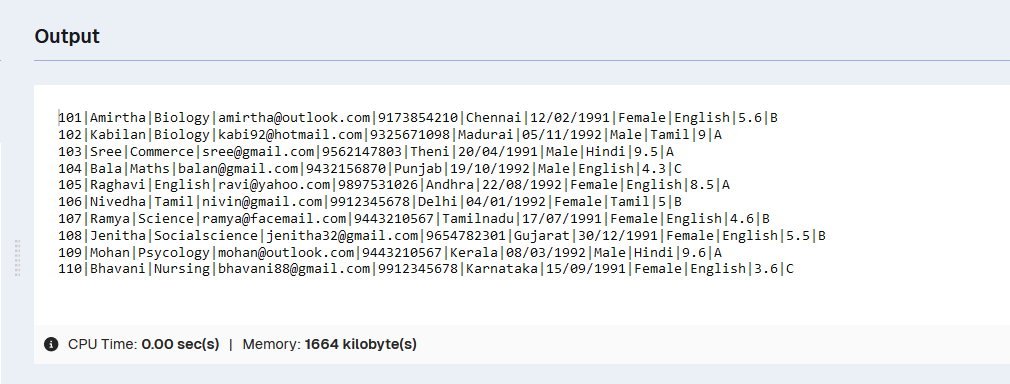 Output
101|Amirtha|Biology|amirtha@outlook.com|9173854210|Chennai|12/02/1991|Female|English|5.6|B
102|Kabilan|Biology|kabi92@hotmail.com|9325671098|Madurai|05/11/1992|Male|Tamil|9|A
103|Sree|Commerce|sree@gmail.com|9562147803|Theni|20/04/1991|Male|Hindi|9.5|A
104|Bala|Maths|balan@gmail.com|9432156870|Punjab|19/10/1992|Male|English|4.3|C
105|Raghavi|English|ravi@yahoo.com|9897531026|Andhra|22/08/1992|Female|English|8.5|A
106|Nivedha|Tamil|nivin@gmail.com|9912345678|Delhi|04/01/1992|Female|Tamil|5|B
107|Ramya|Science|ramya@facemail.com|9443210567|Tamilnadu|17/07/1991|Female|English|4.6|B
108|Jenitha|Socialscience|jenitha32@gmail.com|9654782301|Gujarat|30/12/1991|Female|English|5.5|B
109|Mohan|Psycology|mohan@outlook.com|9443210567|Kerala|08/03/1992|Male|Hindi|9.6|A
110|Bhavani|Nursing|bhavani88@gmail.com|9912345678|Karnataka|15/09/1991|Female|English|3.6|C
CPU Time: 0.00 sec(s) | Memory: 1664 kilobyte(s)